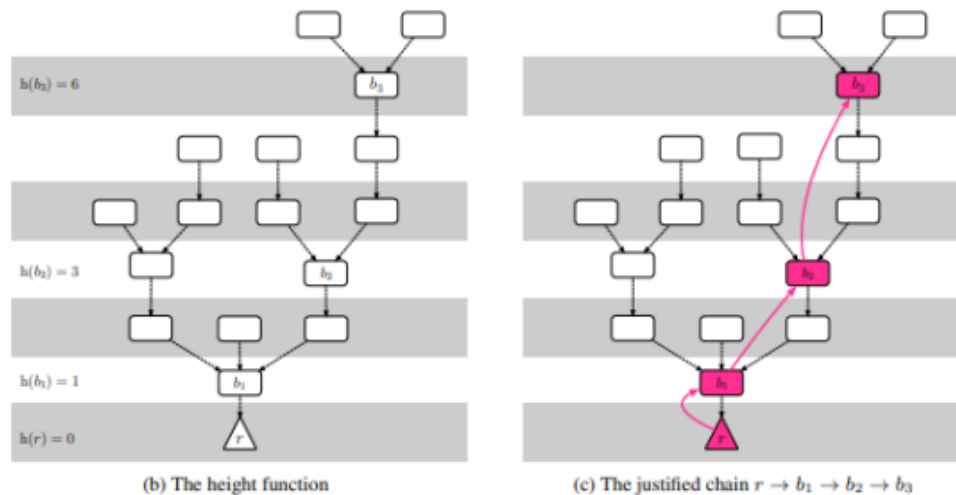 h(b₃) = 6
b₃
b₃
h(b₂) = 3
b₂
b₂
h(b₁) = 1
b₁
b₁
h(r) = 0
r
r
(b) The height function
(c) The justified chain r → b₁ → b₂ → b₃